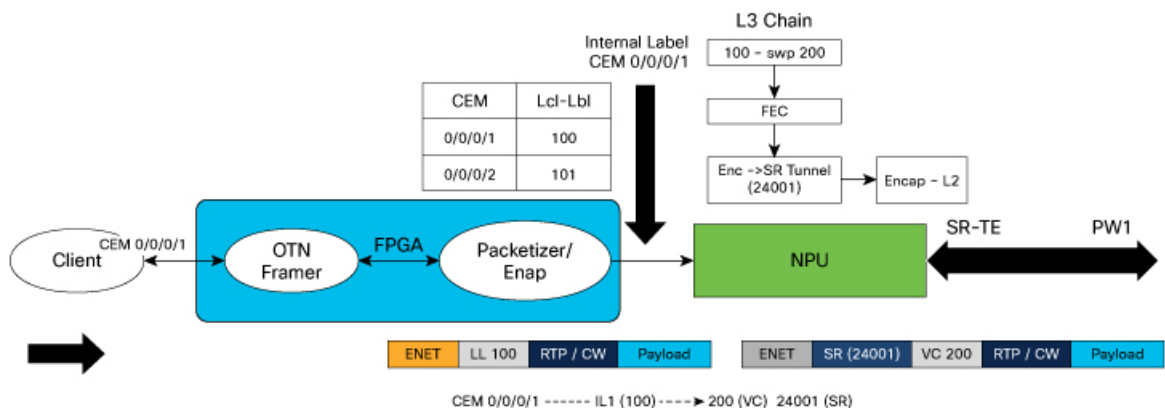 L3 Chain
Internal Label
CEM 0/0/0/1
100 – swp 200
CEM Lcl-Lbl
0/0/0/1 100
0/0/0/2 101
FEC
Enc ->SR Tunnel
(24001)
Encap – L2
Client
CEM 0/0/0/1
OTN
Framer
FPGA
Packetizer/
Enap
NPU
SR-TE
PW1
ENET LL 100 RTP / CW Payload
ENET SR (24001) VC 200 RTP / CW Payload
CEM 0/0/0/1 ------ IL1 (100) ----> 200 (VC) 24001 (SR)